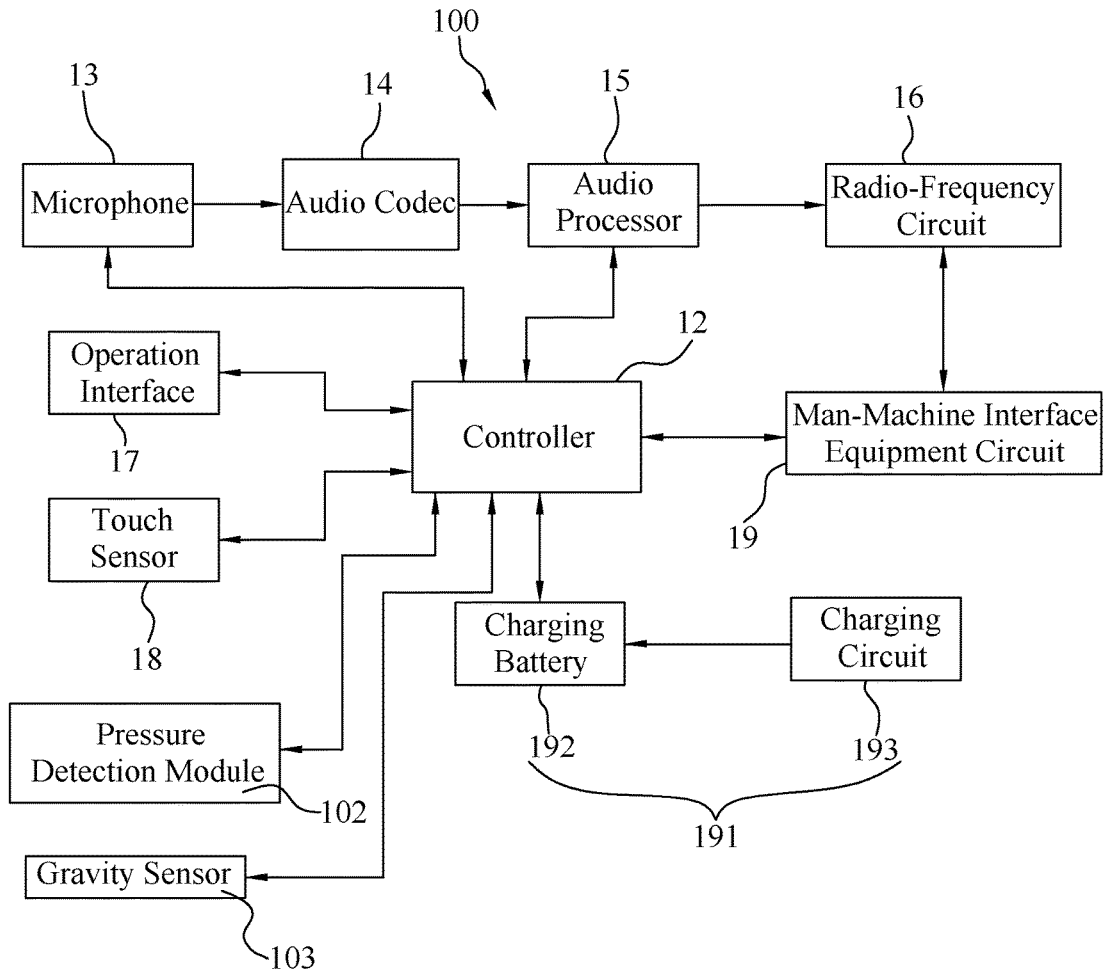 100
13
14
15
16
Microphone
Audio Codec
Audio
Processor
Radio-Frequency
Circuit
12
Operation
Interface
17
Controller
Man-Machine Interface
Equipment Circuit
19
Touch
Sensor
18
Charging
Battery
192
Charging
Circuit
193
191
Pressure
Detection Module
102
Gravity Sensor
103